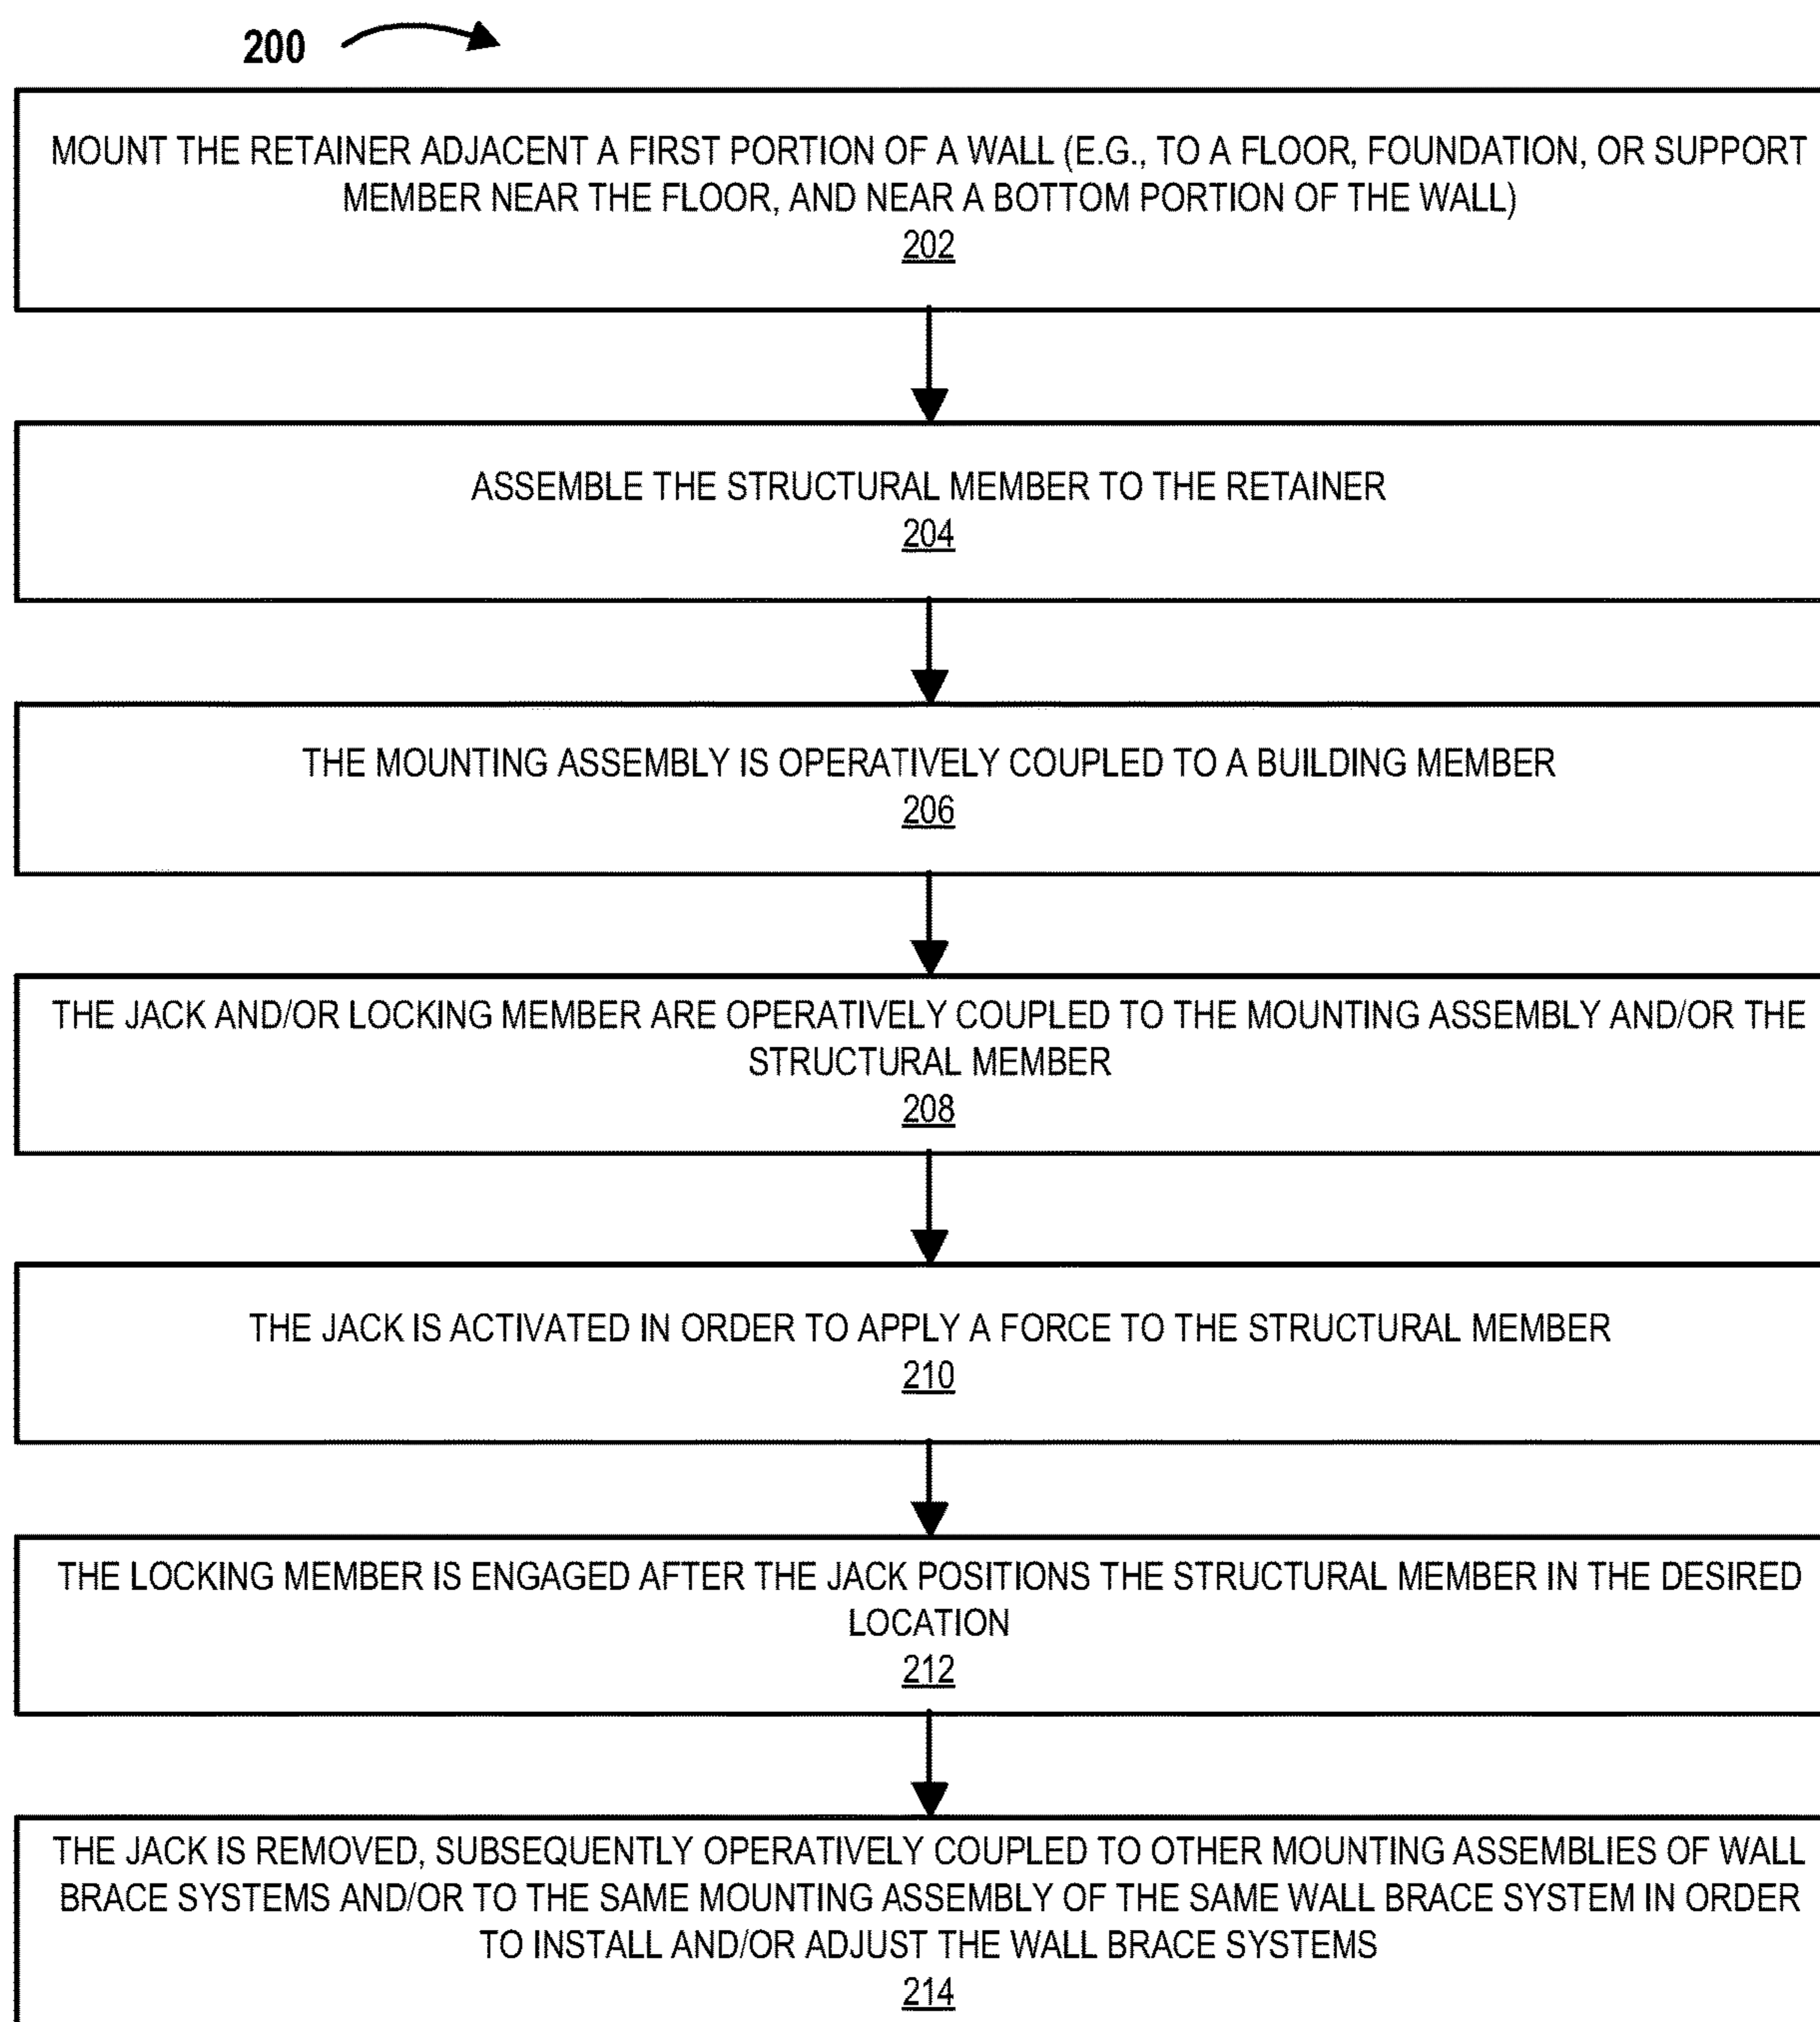 200
MOUNT THE RETAINER ADJACENT A FIRST PORTION OF A WALL (E.G., TO A FLOOR, FOUNDATION, OR SUPPORT
MEMBER NEAR THE FLOOR, AND NEAR A BOTTOM PORTION OF THE WALL)
202
ASSEMBLE THE STRUCTURAL MEMBER TO THE RETAINER
204
THE MOUNTING ASSEMBLY IS OPERATIVELY COUPLED TO A BUILDING MEMBER
206
THE JACK AND/OR LOCKING MEMBER ARE OPERATIVELY COUPLED TO THE MOUNTING ASSEMBLY AND/OR THE
STRUCTURAL MEMBER
208
THE JACK IS ACTIVATED IN ORDER TO APPLY A FORCE TO THE STRUCTURAL MEMBER
210
THE LOCKING MEMBER IS ENGAGED AFTER THE JACK POSITIONS THE STRUCTURAL MEMBER IN THE DESIRED
LOCATION
212
THE JACK IS REMOVED, SUBSEQUENTLY OPERATIVELY COUPLED TO OTHER MOUNTING ASSEMBLIES OF WALL
BRACE SYSTEMS AND/OR TO THE SAME MOUNTING ASSEMBLY OF THE SAME WALL BRACE SYSTEM IN ORDER
TO INSTALL AND/OR ADJUST THE WALL BRACE SYSTEMS
214